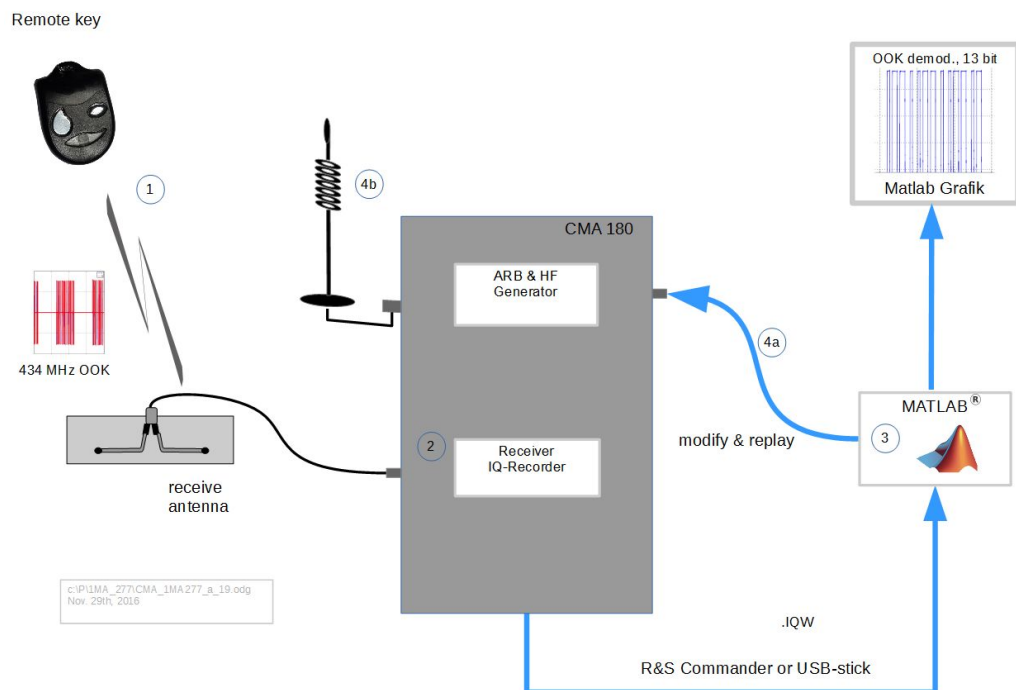 Remote key
1
434 MHz OOK
receive
antenna
c:\P\1MA_277\CMA_1MA277_a_19.odg
Nov. 29th, 2016
4b
CMA 180
ARB & HF
Generator
2
Receiver
IQ-Recorder
4a
modify & replay
OOK demod., 13 bit
Matlab Grafik
MATLAB®
3
.IQW
R&S Commander or USB-stick